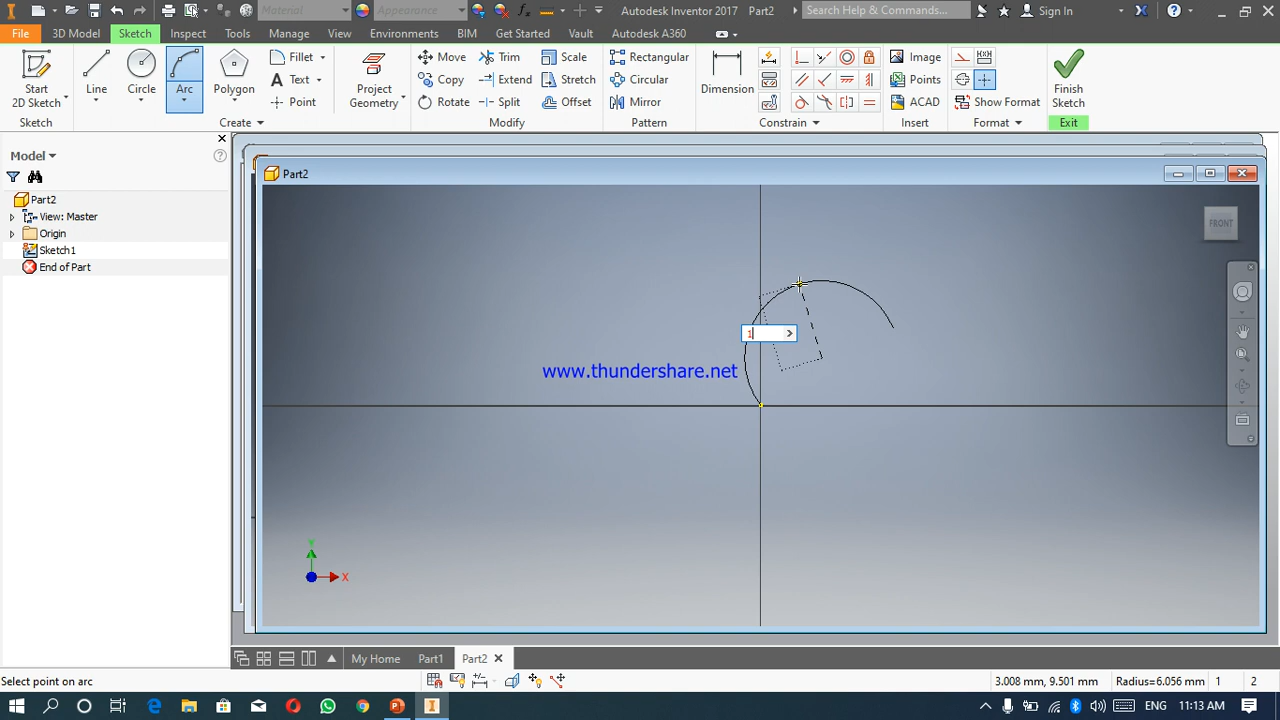 Material
Appearance
Autodesk Inventor 2017 Part2
Search Help & Commands...
Sign In
File
3D Model
Sketch
Inspect
Tools
Manage
View
Environments
BIM
Get Started
Vault
Autodesk A360
Start
2D Sketch
Line
Circle
Arc
Polygon
Fillet
Text
Point
Project
Geometry
Move
Trim
Scale
Copy
Extend
Stretch
Rotate
Split
Offset
Rectangular
Circular
Mirror
Dimension
Image
Points
ACAD
Show Format
Finish
Sketch
Sketch
Create
Modify
Pattern
Constrain
Insert
Format
Exit
Model
Part2
View: Master
Origin
Sketch1
End of Part
Part2
FRONT
1
www.thundershare.net
Y
X
My Home
Part1
Part2
Select point on arc
3.008 mm, 9.501 mm
Radius=6.056 mm
1
2
ENG
11:13 AM